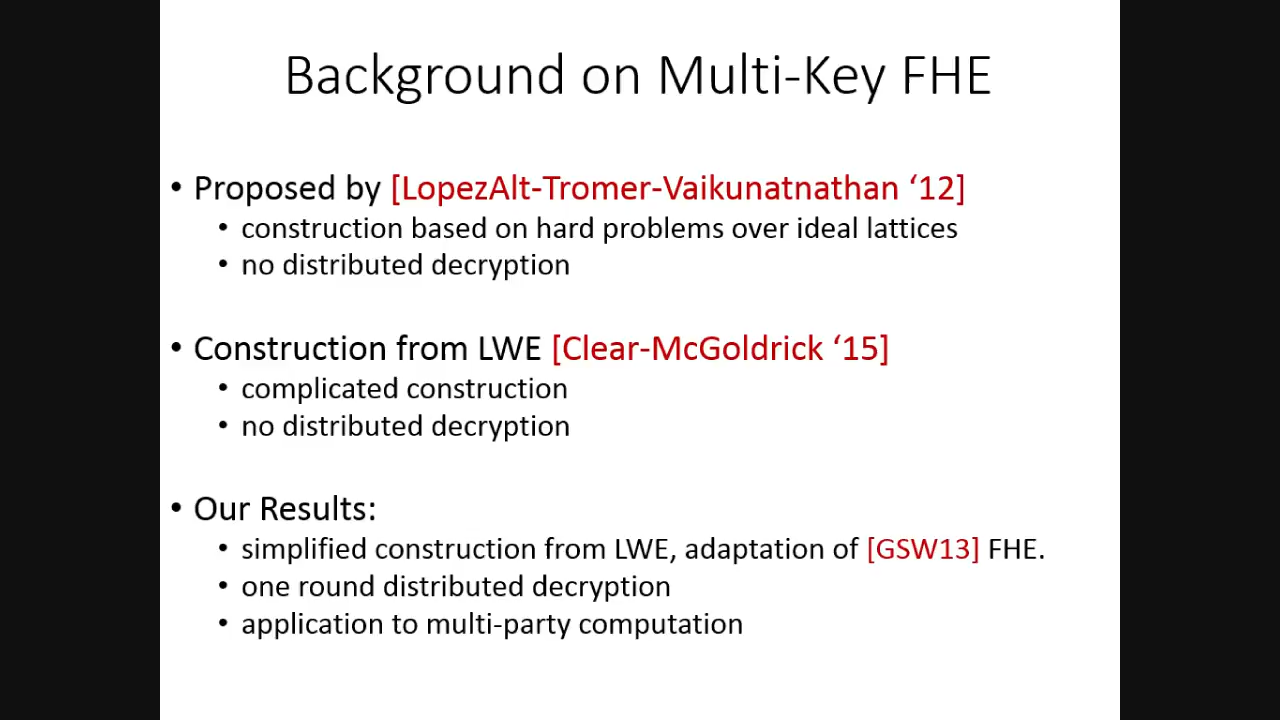 Background on Multi-Key FHE
• Proposed by [LopezAlt-Tromer-Vaikunatnathan ‘12]
• construction based on hard problems over ideal lattices
• no distributed decryption
• Construction from LWE [Clear-McGoldrick ‘15]
• complicated construction
• no distributed decryption
• Our Results:
• simplified construction from LWE, adaptation of [GSW13] FHE.
• one round distributed decryption
• application to multi-party computation